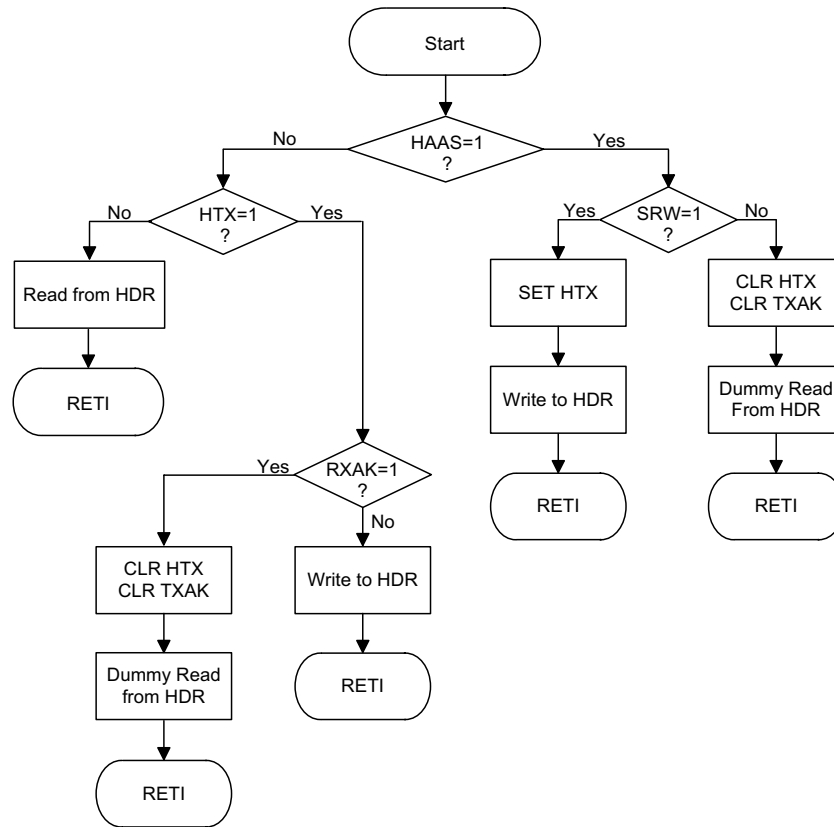 Start
HAAS=1
?
No
Yes
HTX=1
?
No
Yes
SRW=1
?
Yes
No
Read from HDR
SET HTX
CLR HTX
CLR TXAK
RETI
Write to HDR
Dummy Read
From HDR
RXAK=1
?
Yes
No
RETI
RETI
CLR HTX
CLR TXAK
Write to HDR
Dummy Read
from HDR
RETI
RETI